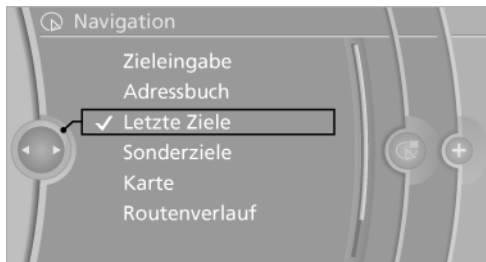 Navigation
Zieleingabe
Adressbuch
✓ Letzte Ziele
Sonderziele
Karte
Routenverlauf